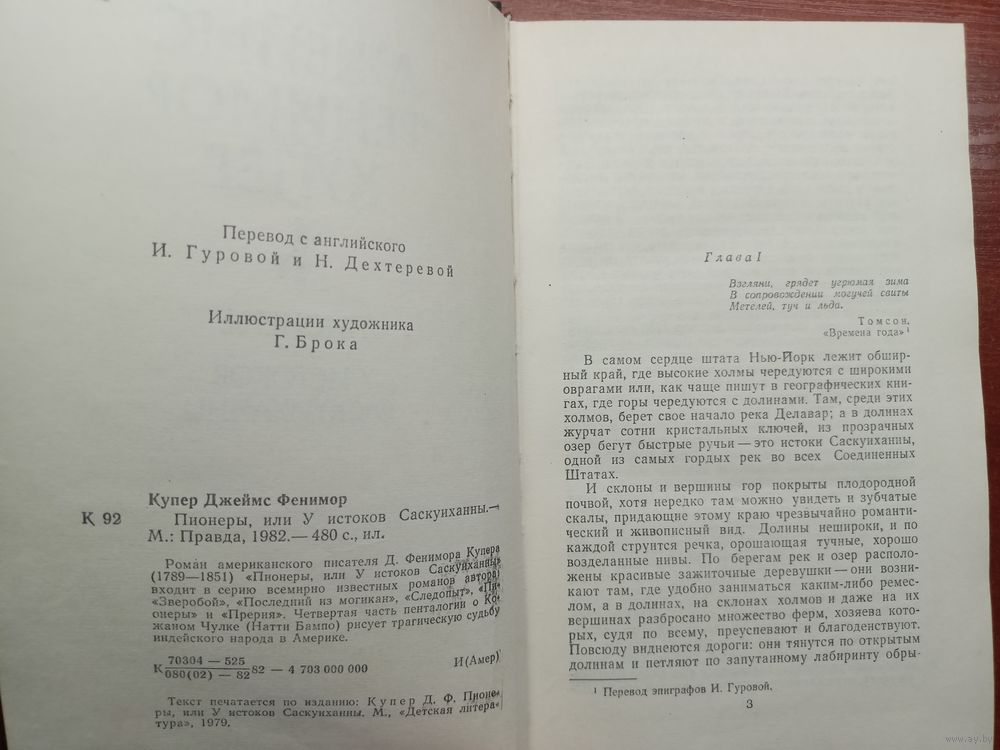 Перевод с английского
И. Гуровой и Н. Дехтеревой
Иллюстрации художника
Г. Брока
Купер Джеймс Фенимор
К 92
Пионеры, или У истоков Саскуиханны.—
М.: Правда, 1982.— 480 с., ил.
Роман американского писателя Д. Фенимора Купера
(1789—1851) «Пионеры, или У истоков Саскуиханны»
входит в серию всемирно известных романов автора:
«Зверобой», «Последний из могикан», «Следопыт», «Пи-
онеры» и «Прерия». Четвертая часть пенталогии о Ко-
жаном Чулке (Натти Бампо) рисует трагическую судьбу
индейского народа в Америке.
К 70304 — 525
080(02) — 82 82 — 4 703 000 000 И(Амер)
Текст печатается по изданию: Купер Д. Ф. Пионе-
ры, или У истоков Саскуиханны. М., «Детская литера-
тура», 1979.
Глава I
Взгляни, грядет угрюмая зима
В сопровождении могучей свиты
Метелей, туч и льда.
Томсон,
«Времена года» 1
В самом сердце штата Нью-Йорк лежит обшир-
ный край, где высокие холмы чередуются с широкими
оврагами или, как чаще пишут в географических кни-
гах, где горы чередуются с долинами. Там, среди этих
холмов, берет свое начало река Делавар; а в долинах
журчат сотни кристальных ключей, из прозрачных
озер бегут быстрые ручьи — это истоки Саскуиханны,
одной из самых гордых рек во всех Соединенных
Штатах.
И склоны и вершины гор покрыты плодородной
почвой, хотя нередко там можно увидеть и зубчатые
скалы, придающие этому краю чрезвычайно романти-
ческий и живописный вид. Долины нешироки, и по
каждой струится речка, орошающая тучные, хорошо
возделанные нивы. По берегам рек и озер располо-
жены красивые зажиточные деревушки — они возни-
кают там, где удобно заниматься каким-либо ремес-
лом, а в долинах, на склонах холмов и даже на их
вершинах разбросано множество ферм, хозяева кото-
рых, судя по всему, преуспевают и благоденствуют.
Повсюду виднеются дороги: они тянутся по открытым
долинам и петляют по запутанному лабиринту обры-
1 Перевод эпиграфов И. Гуровой.
3
www.ay.by